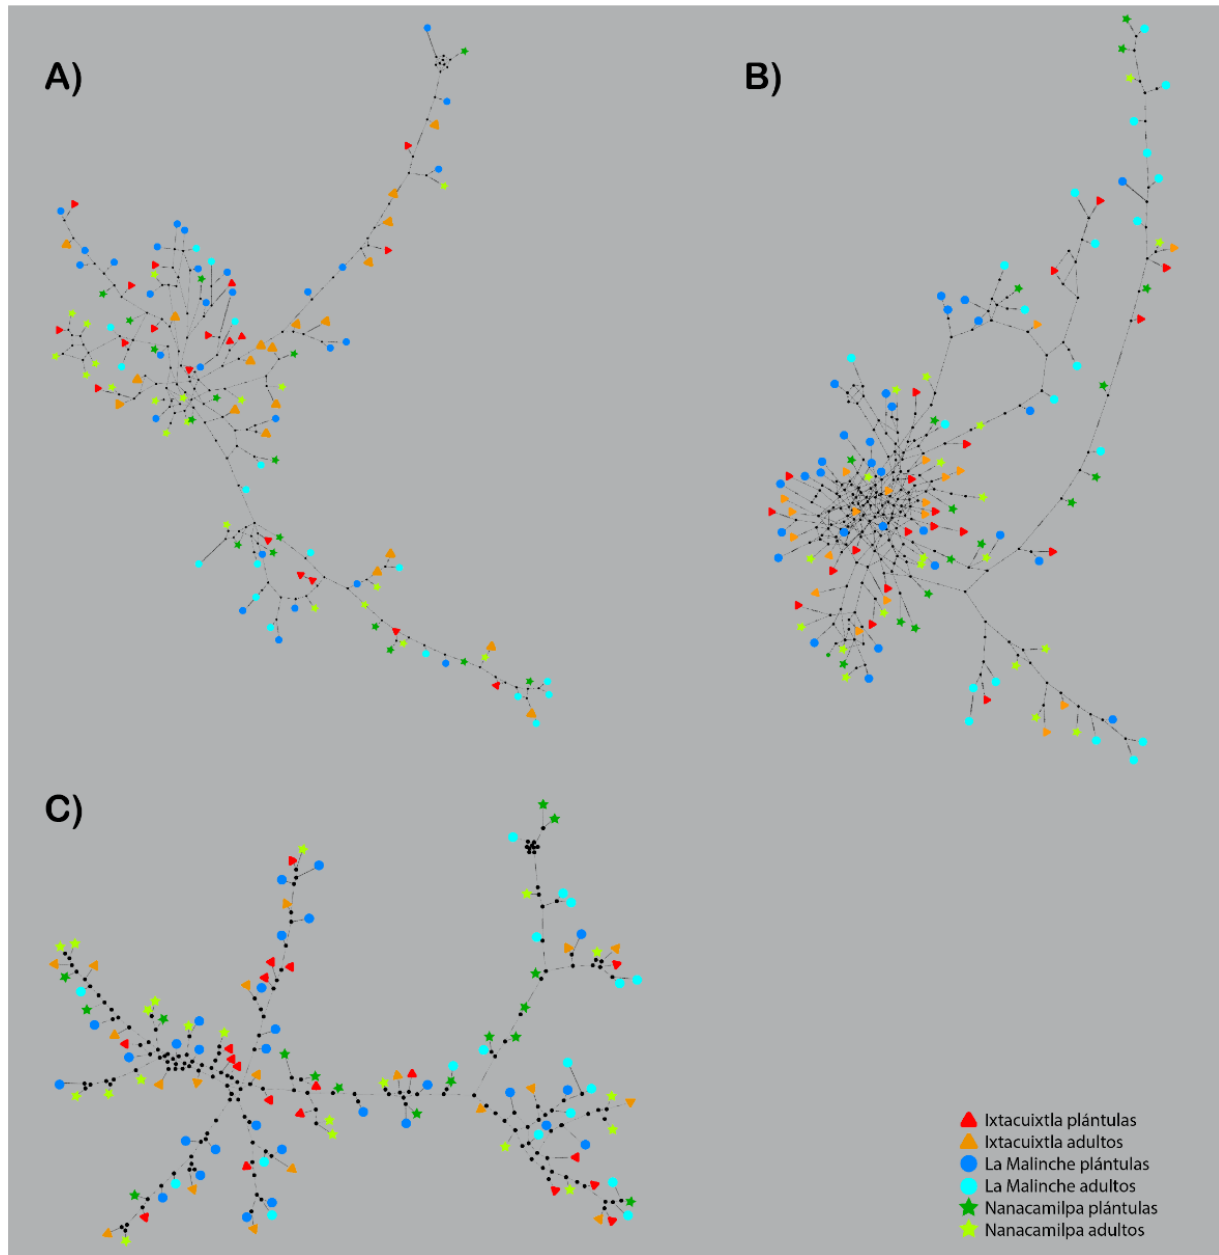 A)
B)
C)
Ixtacuixtla plántulas
Ixtacuixtla adultos
La Malinche plántulas
La Malinche adultos
Nanacamilpa plántulas
Nanacamilpa adultos